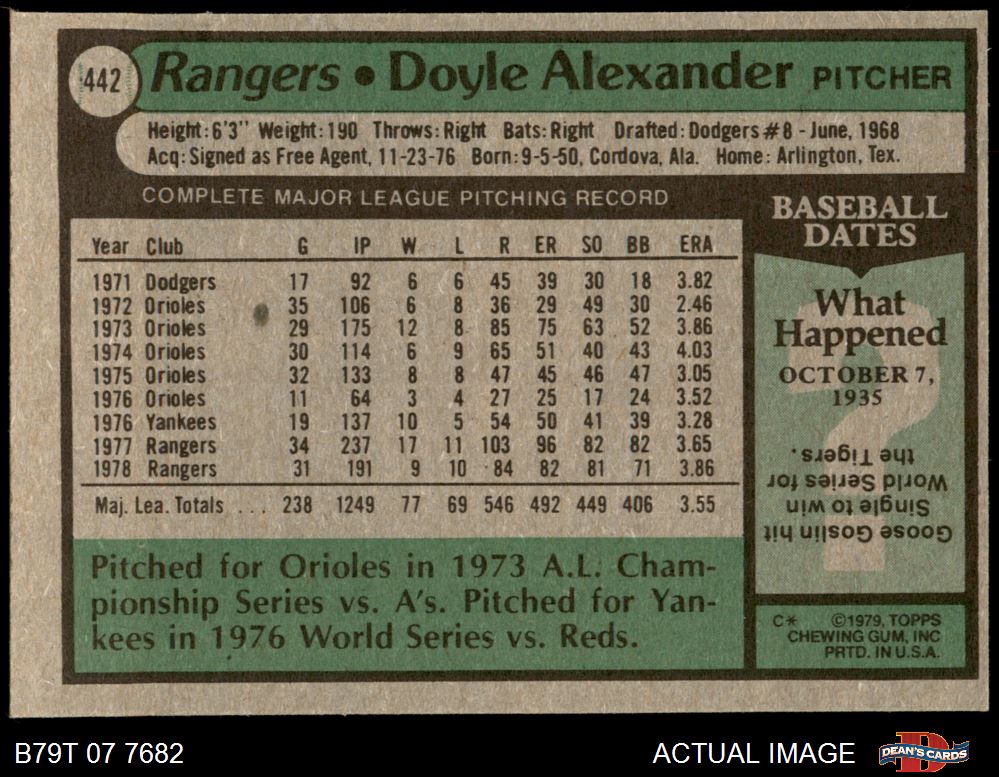 442 Rangers • Doyle Alexander PITCHER
Height: 6'3" Weight: 190 Throws: Right Bats: Right Drafted: Dodgers #8 - June, 1968
Acq: Signed as Free Agent, 11-23-76 Born: 9-5-50, Cordova, Ala. Home: Arlington, Tex.
COMPLETE MAJOR LEAGUE PITCHING RECORD
Year Club G IP W L R ER SO BB ERA
1971 Dodgers 17 92 6 6 45 39 30 18 3.82
1972 Orioles 35 106 6 8 36 29 49 30 2.46
1973 Orioles 29 175 12 8 85 75 63 52 3.86
1974 Orioles 30 114 6 9 65 51 40 43 4.03
1975 Orioles 32 133 8 8 47 45 46 47 3.05
1976 Orioles 11 64 3 4 27 25 17 24 3.52
1976 Yankees 19 137 10 5 54 50 41 39 3.28
1977 Rangers 34 237 17 11 103 96 82 82 3.65
1978 Rangers 31 191 9 10 84 82 81 71 3.86
Maj. Lea. Totals ... 238 1249 77 69 546 492 449 406 3.55
Pitched for Orioles in 1973 A.L. Cham-
pionship Series vs. A's. Pitched for Yan-
kees in 1976 World Series vs. Reds.
BASEBALL
DATES
What
Happened
OCTOBER 7,
1935
?
Goose Goslin hit
Single to win
World Series for
the Tigers.
C* ©1979, TOPPS
CHEWING GUM, INC
PRTD. IN U.S.A.
B79T 07 7682 ACTUAL IMAGE DEAN'S CARDS